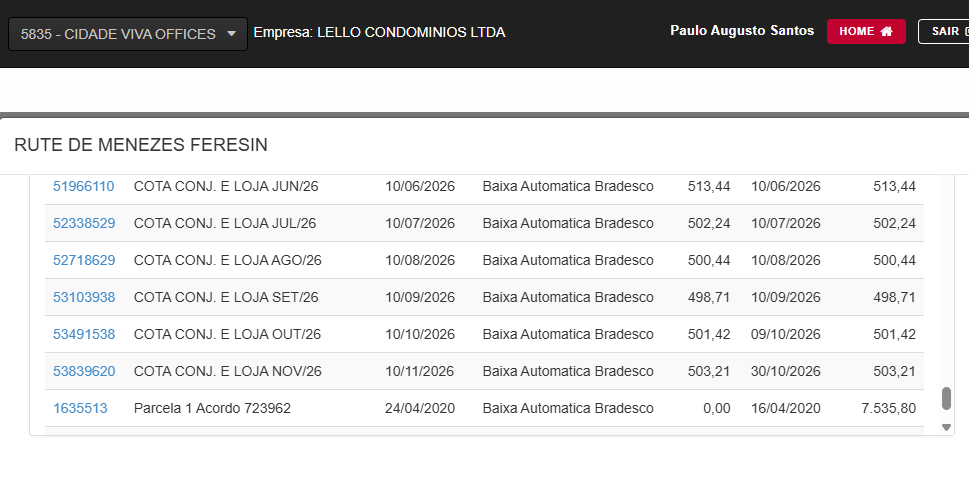 5835 - CIDADE VIVA OFFICES Empresa: LELLO CONDOMINIOS LTDA Paulo Augusto Santos HOME SAIR
RUTE DE MENEZES FERESIN
51966110 COTA CONJ. E LOJA JUN/26 10/06/2026 Baixa Automatica Bradesco 513,44 10/06/2026 513,44
52338529 COTA CONJ. E LOJA JUL/26 10/07/2026 Baixa Automatica Bradesco 502,24 10/07/2026 502,24
52718629 COTA CONJ. E LOJA AGO/26 10/08/2026 Baixa Automatica Bradesco 500,44 10/08/2026 500,44
53103938 COTA CONJ. E LOJA SET/26 10/09/2026 Baixa Automatica Bradesco 498,71 10/09/2026 498,71
53491538 COTA CONJ. E LOJA OUT/26 10/10/2026 Baixa Automatica Bradesco 501,42 09/10/2026 501,42
53839620 COTA CONJ. E LOJA NOV/26 10/11/2026 Baixa Automatica Bradesco 503,21 30/10/2026 503,21
1635513 Parcela 1 Acordo 723962 24/04/2020 Baixa Automatica Bradesco 0,00 16/04/2020 7.535,80